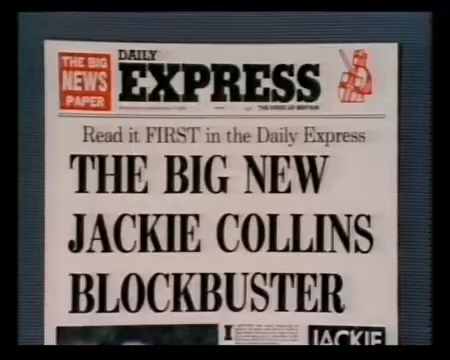 THE BIG
NEWS
PAPER
DAILY
EXPRESS
THE VOICE OF BRITAIN
Read it FIRST in the Daily Express
THE BIG NEW
JACKIE COLLINS
BLOCKBUSTER
JACKIE